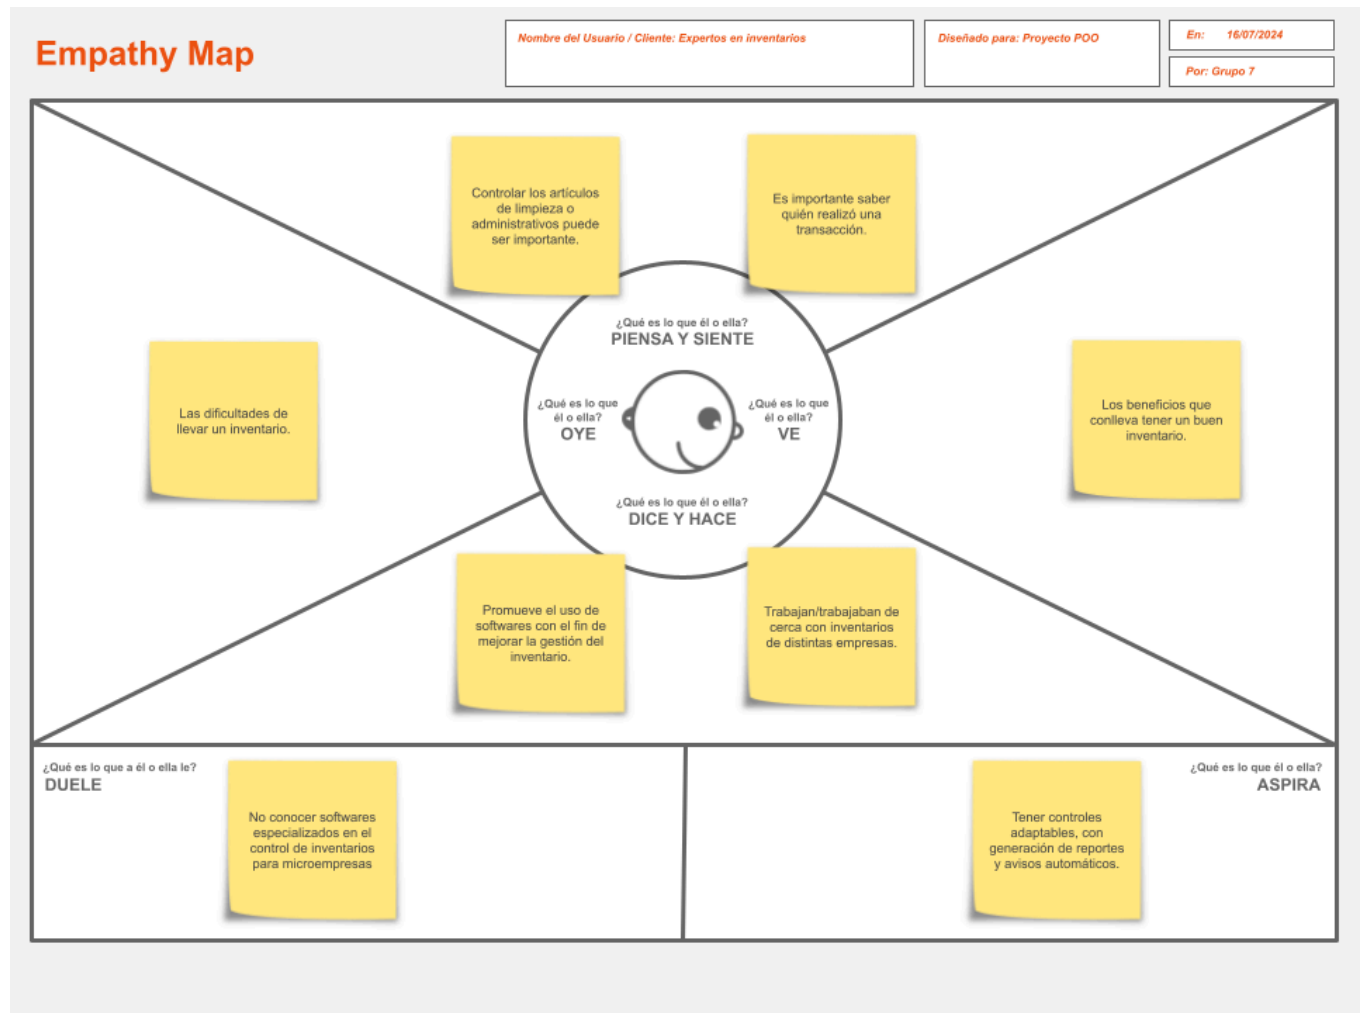 Empathy Map
Nombre del Usuario / Cliente: Expertos en inventarios
Diseñado para: Proyecto POO
En: 16/07/2024
Por: Grupo 7
Controlar los artículos
de limpieza o
administrativos puede
ser importante.
Es importante saber
quién realizó una
transacción.
¿Qué es lo que él o ella?
PIENSA Y SIENTE
Las dificultades de
llevar un inventario.
¿Qué es lo que
él o ella?
OYE
¿Qué es lo que
él o ella?
VE
Los beneficios que
conlleva tener un buen
inventario.
¿Qué es lo que él o ella?
DICE Y HACE
Promueve el uso de
softwares con el fin de
mejorar la gestión del
inventario.
Trabajan/trabajaban de
cerca con inventarios
de distintas empresas.
¿Qué es lo que a él o ella le?
DUELE
No conocer softwares
especializados en el
control de inventarios
para microempresas
¿Qué es lo que él o ella?
ASPIRA
Tener controles
adaptables, con
generación de reportes
y avisos automáticos.